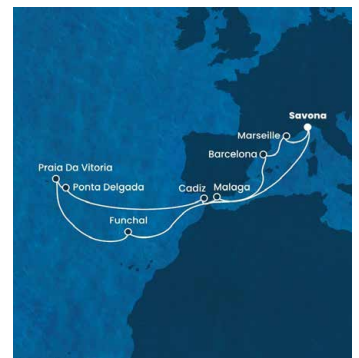 Savona
Marseille
Barcelona
Praia Da Vitoria
Ponta Delgada
Cadiz
Malaga
Funchal